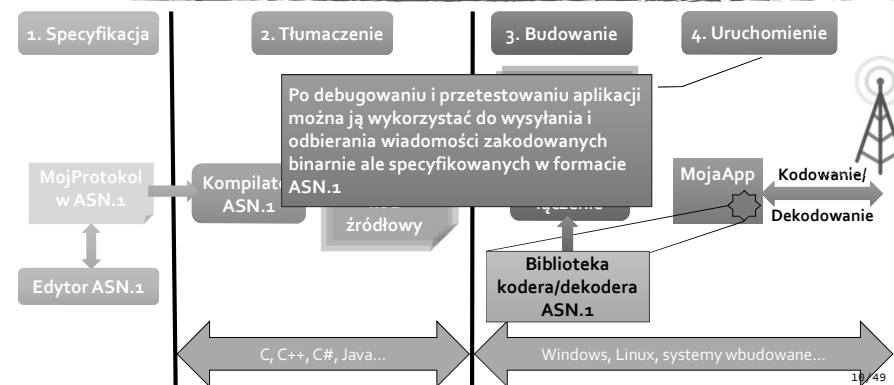 1. Specyfikacja
2. Tłumaczenie
3. Budowanie
4. Uruchomienie
Po debugowaniu i przetestowaniu aplikacji
można ją wykorzystać do wysyłania i
odbierania wiadomości zakodowanych
binarnie ale specyfikowanych w formacie
ASN.1
MojProtokol
w ASN.1
Kompilato
ASN.1
źródłowy
łączenie
MojaApp
Kodowanie/
Dekodowanie
Edytor ASN.1
Biblioteka
kodera/dekodera
ASN.1
C, C++, C#, Java...
Windows, Linux, systemy wbudowane...
10/49